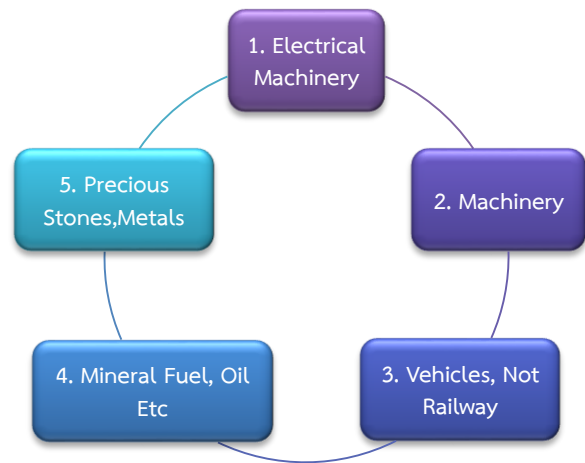 1. Electrical
Machinery
2. Machinery
3. Vehicles, Not
Railway
4. Mineral Fuel, Oil
Etc
5. Precious
Stones,Metals